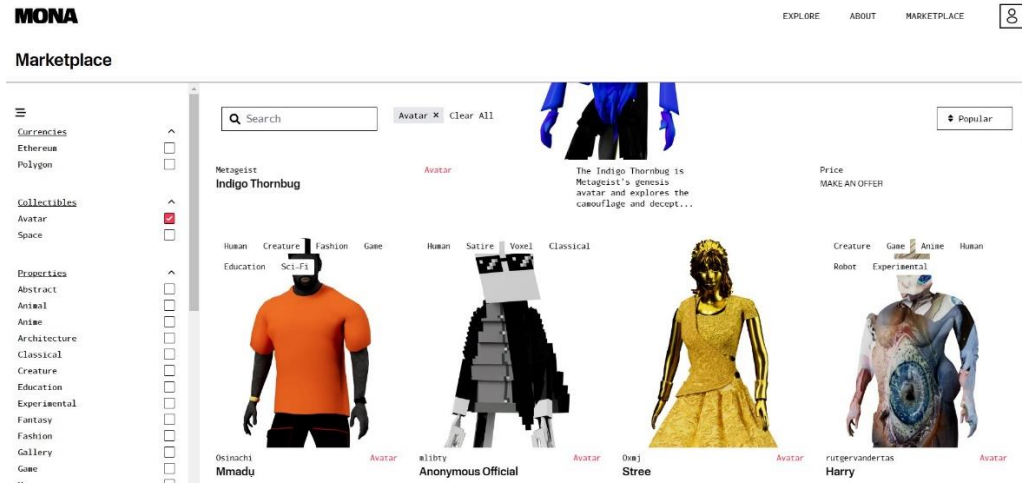 MONA
EXPLORE ABOUT MARKETPLACE
Marketplace
Currencies
Ethereum
Polygon
Collectibles
Avatar
Space
Properties
Abstract
Animal
Anime
Architecture
Classical
Creature
Education
Experimental
Fantasy
Fashion
Gallery
Game
Search
Avatar × Clear All
Popular
Metageist Avatar
Indigo Thornbug
The Indigo Thornbug is
Metageist's genesis
avatar and explores the
camouflage and decept...
Price
MAKE AN OFFER
Human Creature Fashion Game
Education Sci-Fi
Osinachi Avatar
Mmadụ
Human Satire Voxel Classical
mlibty Avatar
Anonymous Official
Oxmj Avatar
Stree
Creature Game Anime Human
Robot Experimental
rutgervandertas Avatar
Harry